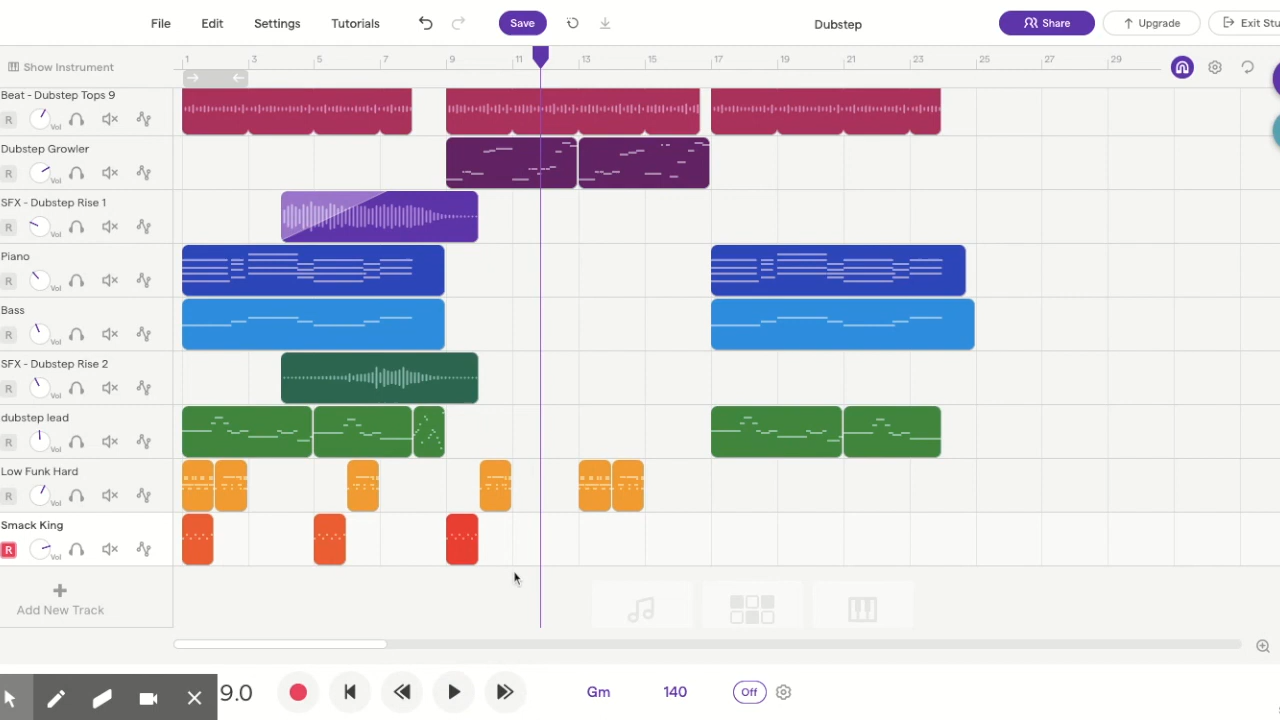 File Edit Settings Tutorials Save Dubstep Share Upgrade Exit Stu
Show Instrument 1 3 5 7 9 11 13 15 17 19 21 23 25 27 29
Beat - Dubstep Tops 9
R Vol
Dubstep Growler
R Vol
SFX - Dubstep Rise 1
R Vol
Piano
R Vol
Bass
R Vol
SFX - Dubstep Rise 2
R Vol
dubstep lead
R Vol
Low Funk Hard
R Vol
Smack King
R Vol
Add New Track
9.0 Gm 140 Off